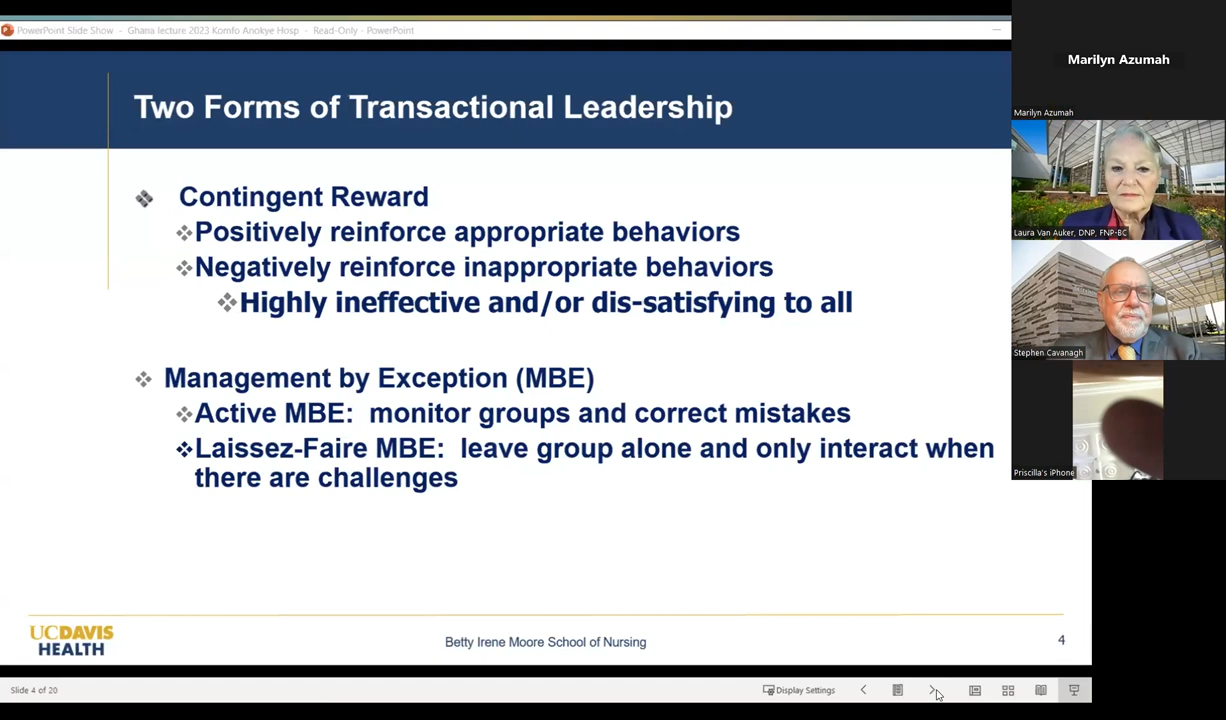 PowerPoint Slide Show - Ghana lecture 2023 Komfo Anokye Hosp - Read-Only - PowerPoint
Two Forms of Transactional Leadership
Contingent Reward
Positively reinforce appropriate behaviors
Negatively reinforce inappropriate behaviors
Highly ineffective and/or dis-satisfying to all
Management by Exception (MBE)
Active MBE: monitor groups and correct mistakes
Laissez-Faire MBE: leave group alone and only interact when
there are challenges
UCDAVIS
HEALTH
Betty Irene Moore School of Nursing
4
Slide 4 of 20
Display Settings
Marilyn Azumah
Marilyn Azumah
Laura Van Auker, DNP, FNP-BC
Stephen Cavanagh
Priscilla's iPhone